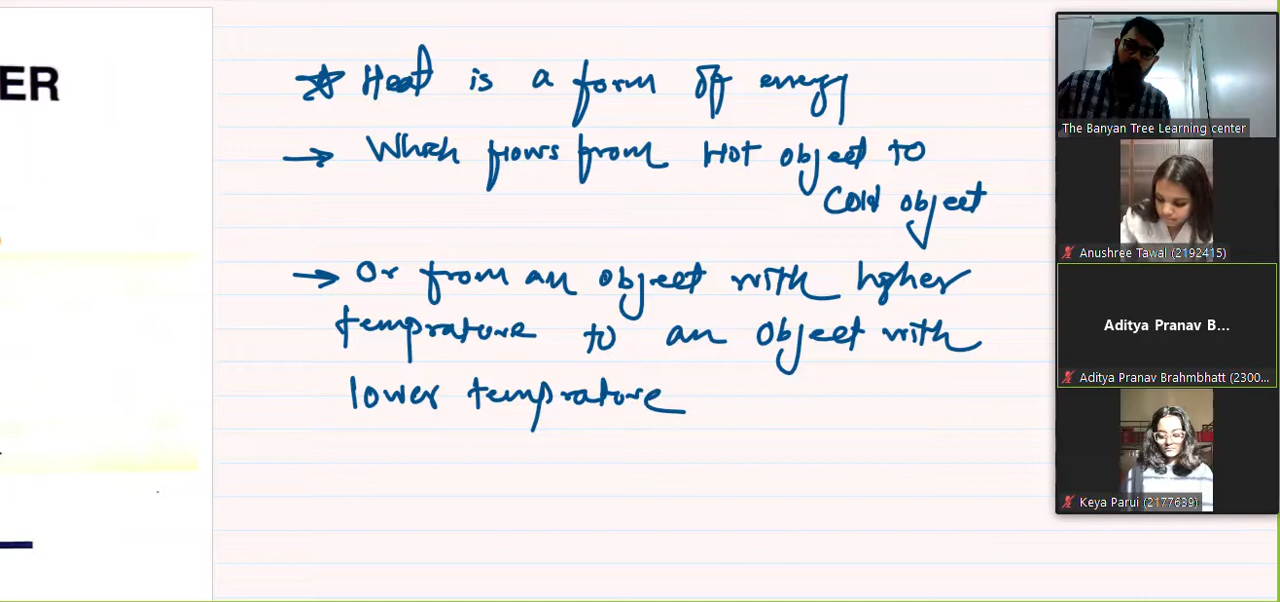 ER
☆ Heat is a form of energy
→ Which flows from Hot object to
cold object
→ Or from an object with higher
temprature to an object with
lower temprature
The Banyan Tree Learning center
Anushree Tawal (2192415)
Aditya Pranav B...
Aditya Pranav Brahmbhatt (2300...
Keya Parui (2177639)